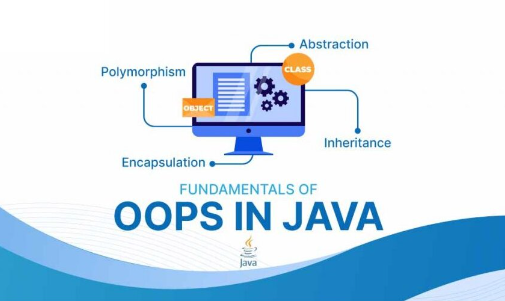 Abstraction
Polymorphism
CLASS
OBJECT
Inheritance
Encapsulation
FUNDAMENTALS OF
OOPS IN JAVA
Java